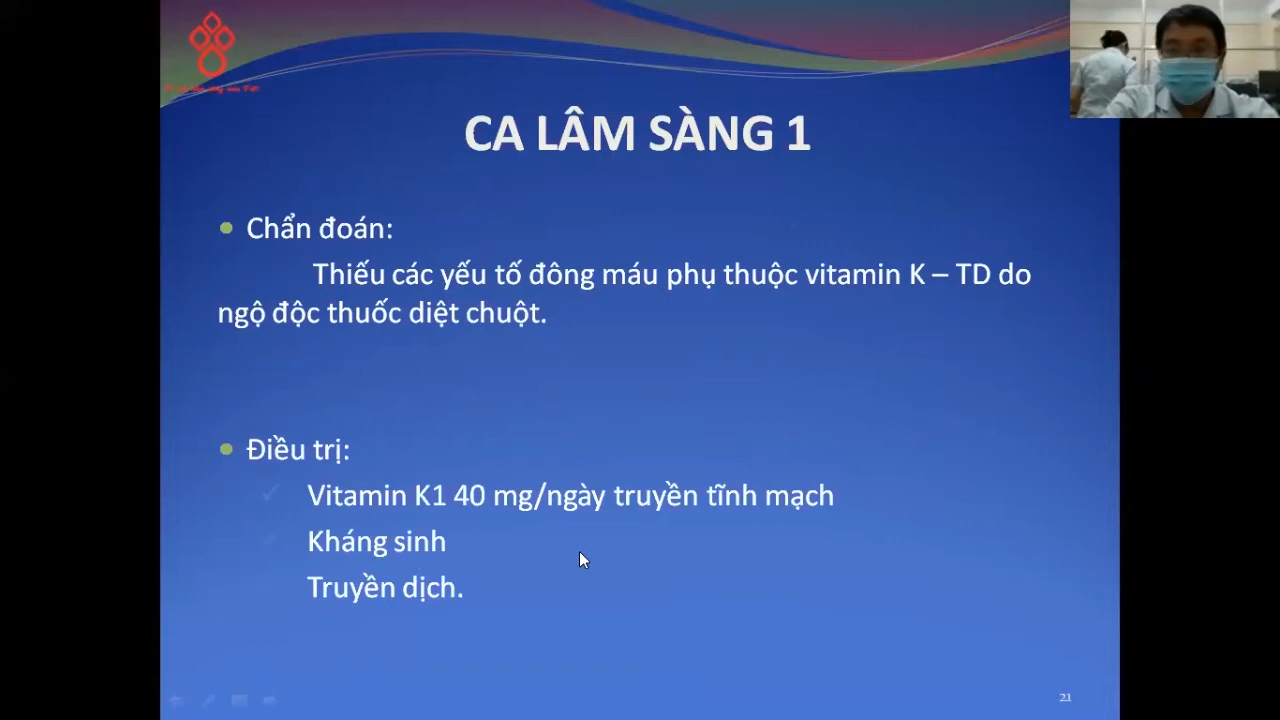 CA LÂM SÀNG 1
Chẩn đoán:
Thiếu các yếu tố đông máu phụ thuộc vitamin K – TD do
ngộ độc thuốc diệt chuột.
Điều trị:
Vitamin K1 40 mg/ngày truyền tĩnh mạch
Kháng sinh
Truyền dịch.
21